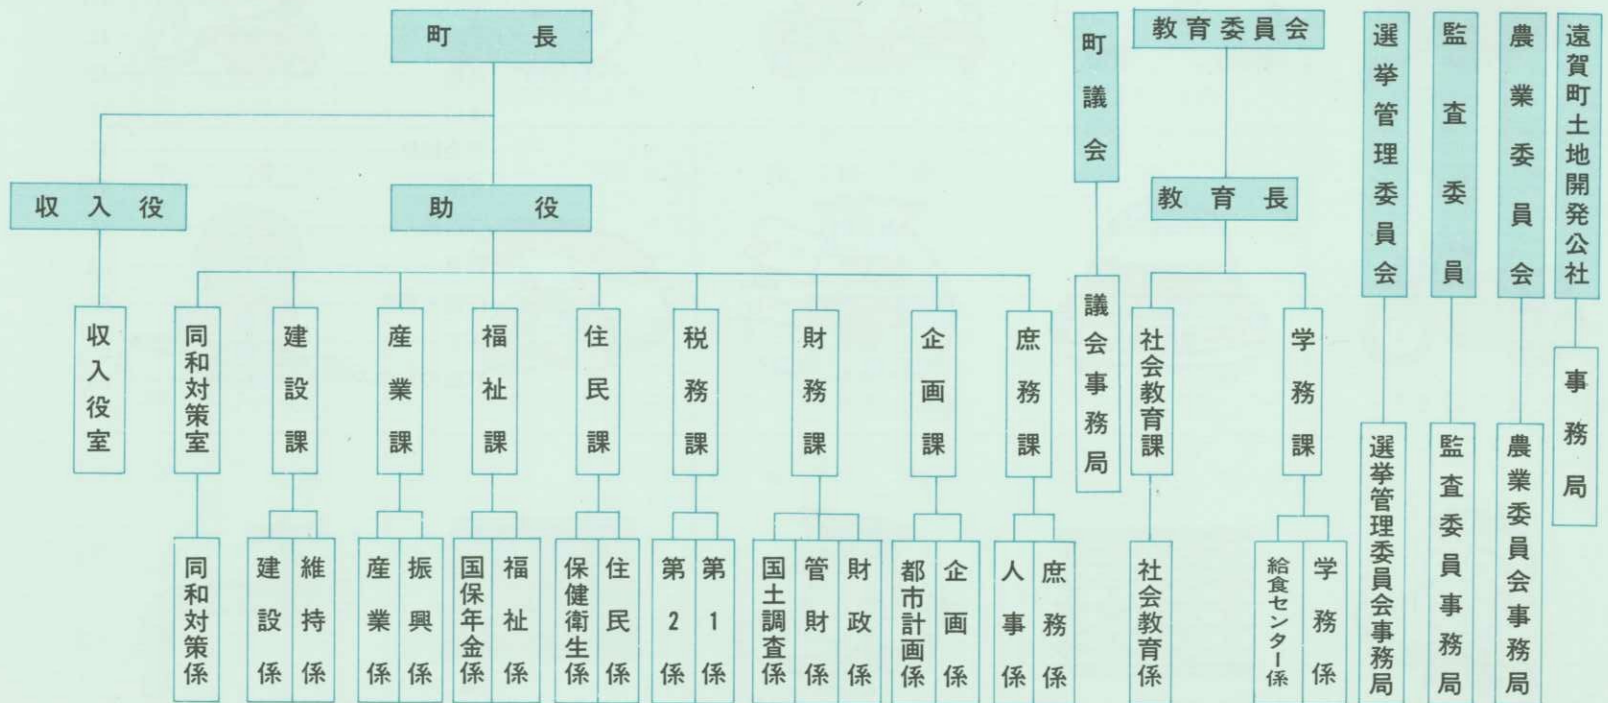 町長
収入役
助役
収入役室
同和対策室
建設課
産業課
福祉課
住民課
税務課
財務課
企画課
庶務課
同和対策係
建設係
維持係
産業係
振興係
国保年金係
福祉係
保健衛生係
住民係
第2係
第1係
国土調査係
管財係
財政係
都市計画係
企画係
人事係
庶務係
町議会
議会事務局
教育委員会
教育長
社会教育課
学務課
社会教育係
給食センター係
学務係
選挙管理委員会
選挙管理委員会事務局
監査委員
監査委員事務局
農業委員会
農業委員会事務局
遠賀町土地開発公社
事務局